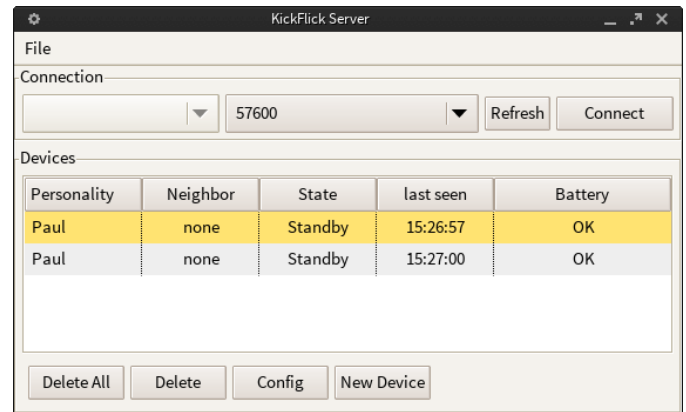 KickFlick Server
File
Connection
57600 Refresh Connect
Devices
Personality Neighbor State last seen Battery
Paul none Standby 15:26:57 OK
Paul none Standby 15:27:00 OK
Delete All Delete Config New Device